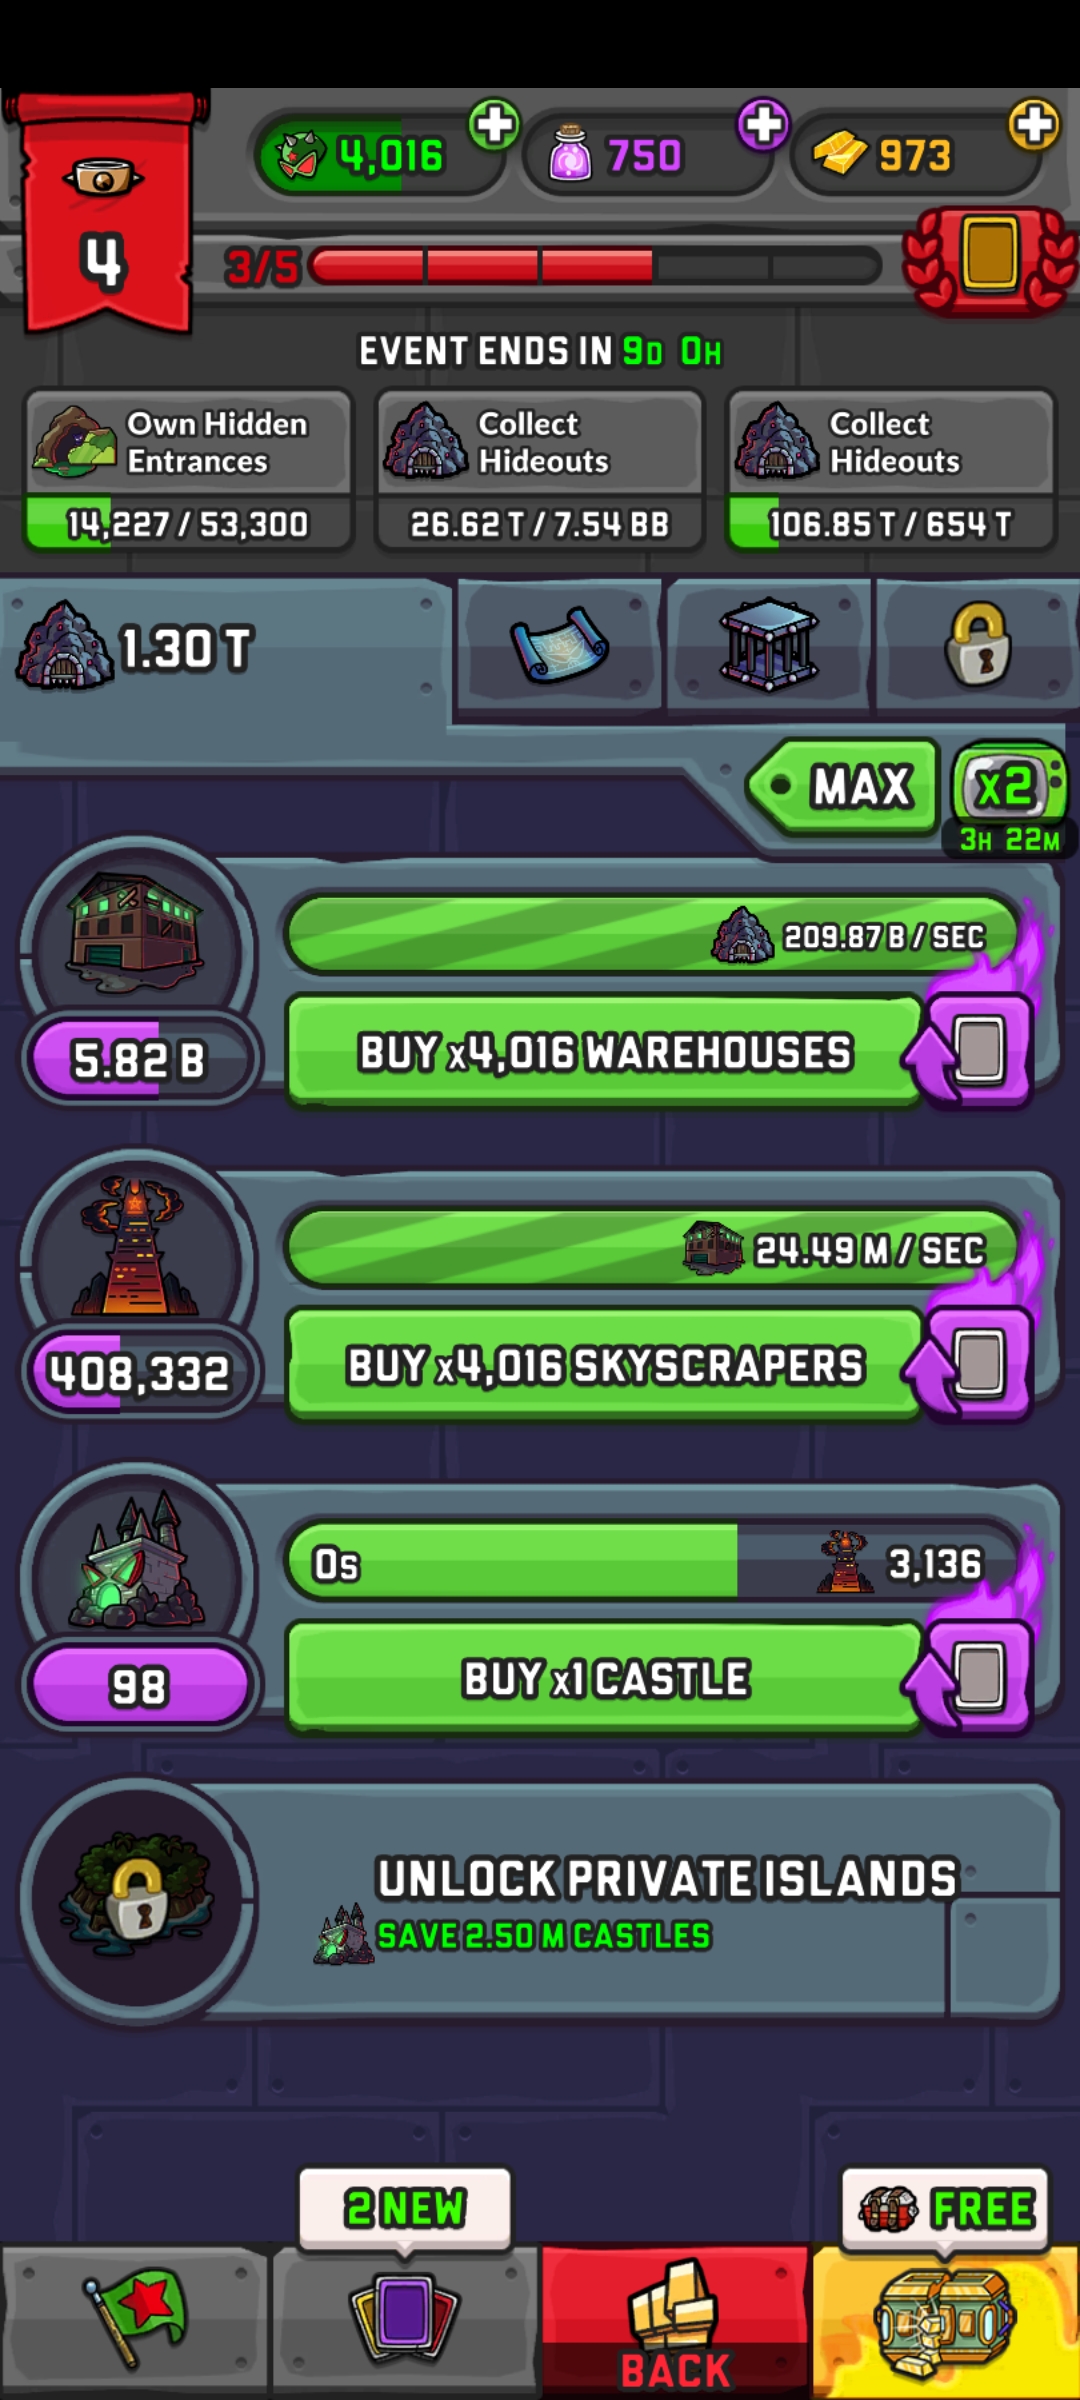 4,016
750
973
4
3/5
EVENT ENDS IN 9D 0H
Own Hidden
Entrances
14,227 / 53,300
Collect
Hideouts
26.62 T / 7.54 BB
Collect
Hideouts
106.85 T / 654 T
1.30 T
MAX
x2
3H 22M
209.87 B / SEC
BUY x4,016 WAREHOUSES
5.82 B
24.49 M / SEC
BUY x4,016 SKYSCRAPERS
408,332
0s
3,136
BUY x1 CASTLE
98
UNLOCK PRIVATE ISLANDS
SAVE 2.50 M CASTLES
2 NEW
FREE
BACK